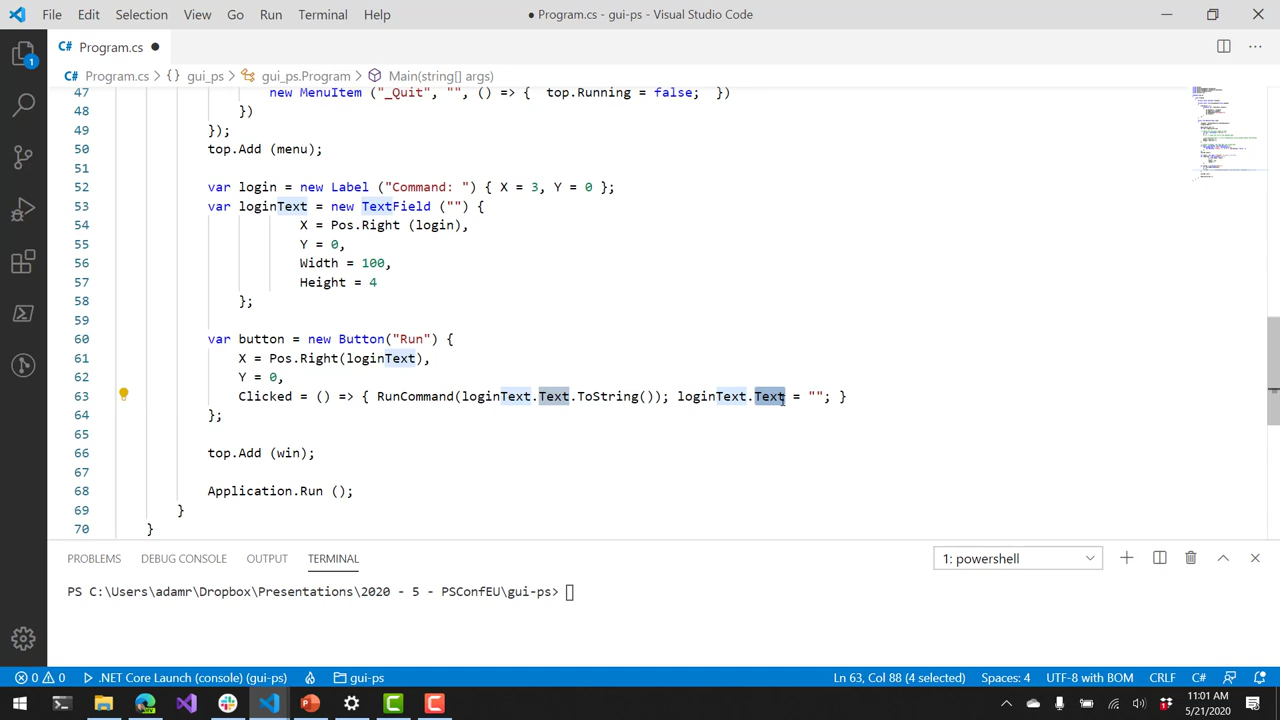 File Edit Selection View Go Run Terminal Help ● Program.cs - gui-ps - Visual Studio Code
C# Program.cs ●
C# Program.cs > {} gui_ps > gui_ps.Program > Main(string[] args)
47 new MenuItem ("_Quit", "", () => { top.Running = false; })
48 })
49 });
50 top.Add (menu);
51
52 var login = new Label ("Command: ") { X = 3, Y = 0 };
53 var loginText = new TextField ("") {
54 X = Pos.Right (login),
55 Y = 0,
56 Width = 100,
57 Height = 4
58 };
59
60 var button = new Button("Run") {
61 X = Pos.Right(loginText),
62 Y = 0,
63 Clicked = () => { RunCommand(loginText.Text.ToString()); loginText.Text = ""; }
64 };
65
66 top.Add (win);
67
68 Application.Run ();
69 }
70 }
1
PROBLEMS DEBUG CONSOLE OUTPUT TERMINAL 1: powershell
PS C:\Users\adamr\Dropbox\Presentations\2020 - 5 - PSConfEU\gui-ps>
0 0 .NET Core Launch (console) (gui-ps) gui-ps Ln 63, Col 88 (4 selected) Spaces: 4 UTF-8 with BOM CRLF C#
11:01 AM
5/21/2020